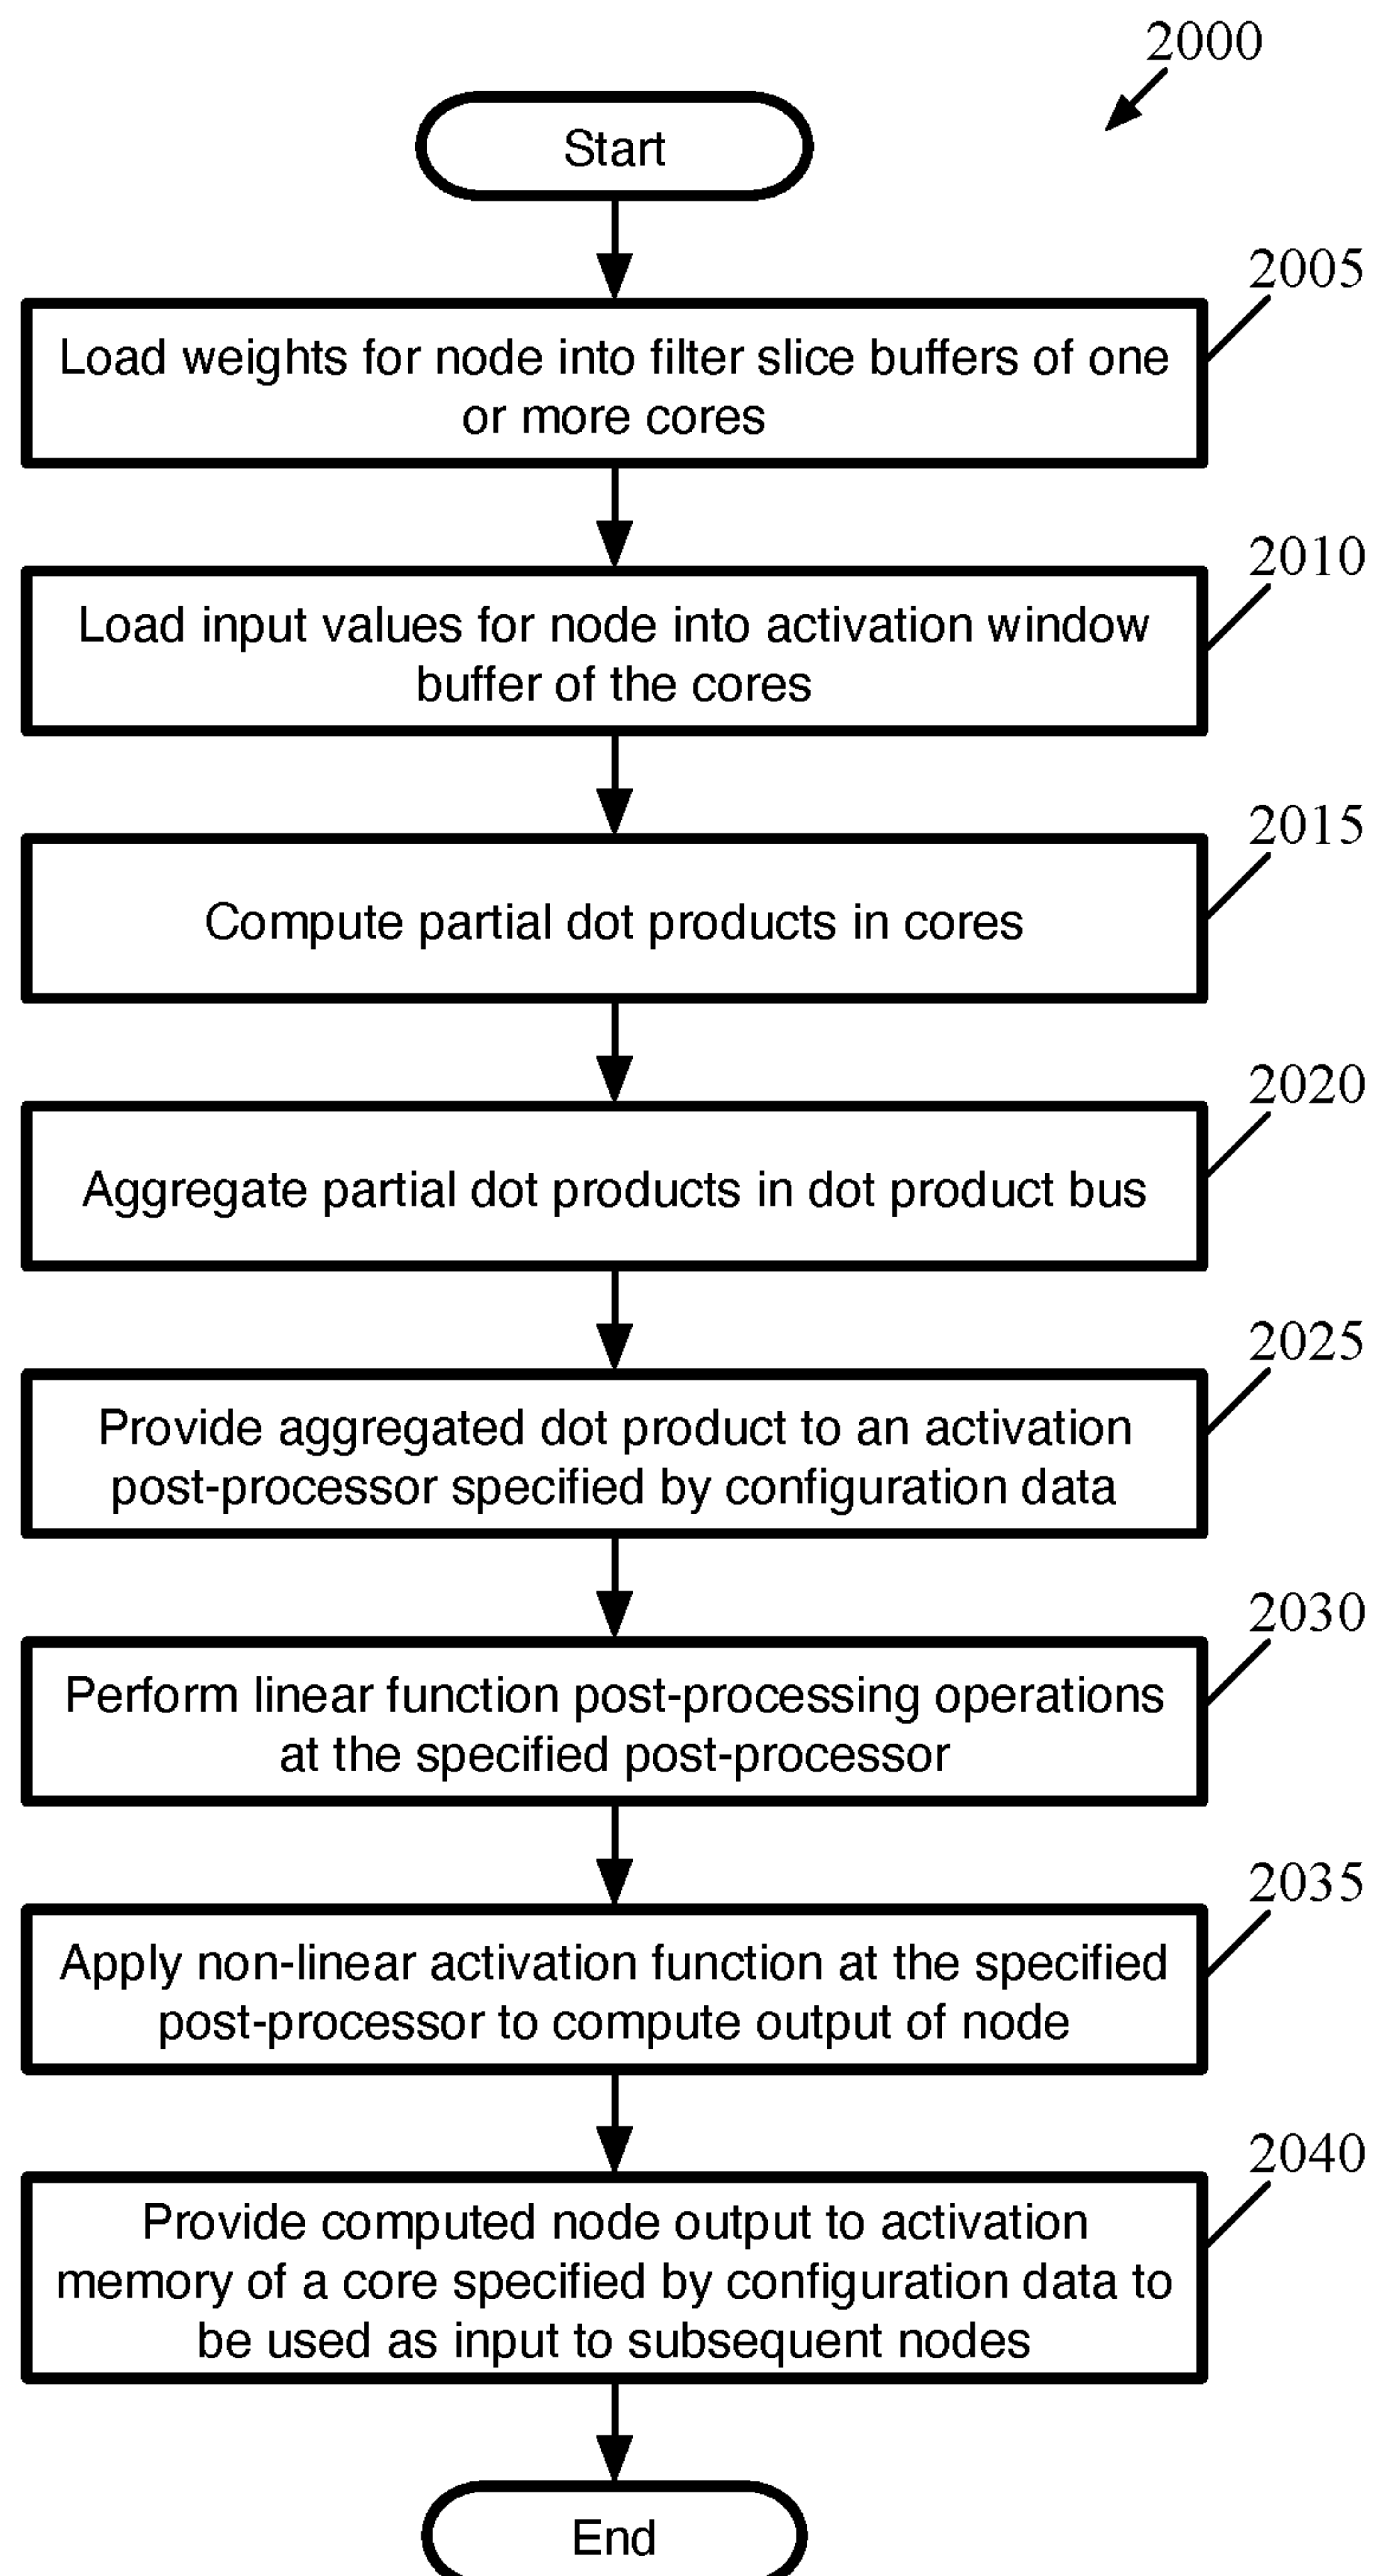 2000
Start
2005
Load weights for node into filter slice buffers of one
or more cores
2010
Load input values for node into activation window
buffer of the cores
2015
Compute partial dot products in cores
2020
Aggregate partial dot products in dot product bus
2025
Provide aggregated dot product to an activation
post-processor specified by configuration data
2030
Perform linear function post-processing operations
at the specified post-processor
2035
Apply non-linear activation function at the specified
post-processor to compute output of node
2040
Provide computed node output to activation
memory of a core specified by configuration data to
be used as input to subsequent nodes
End